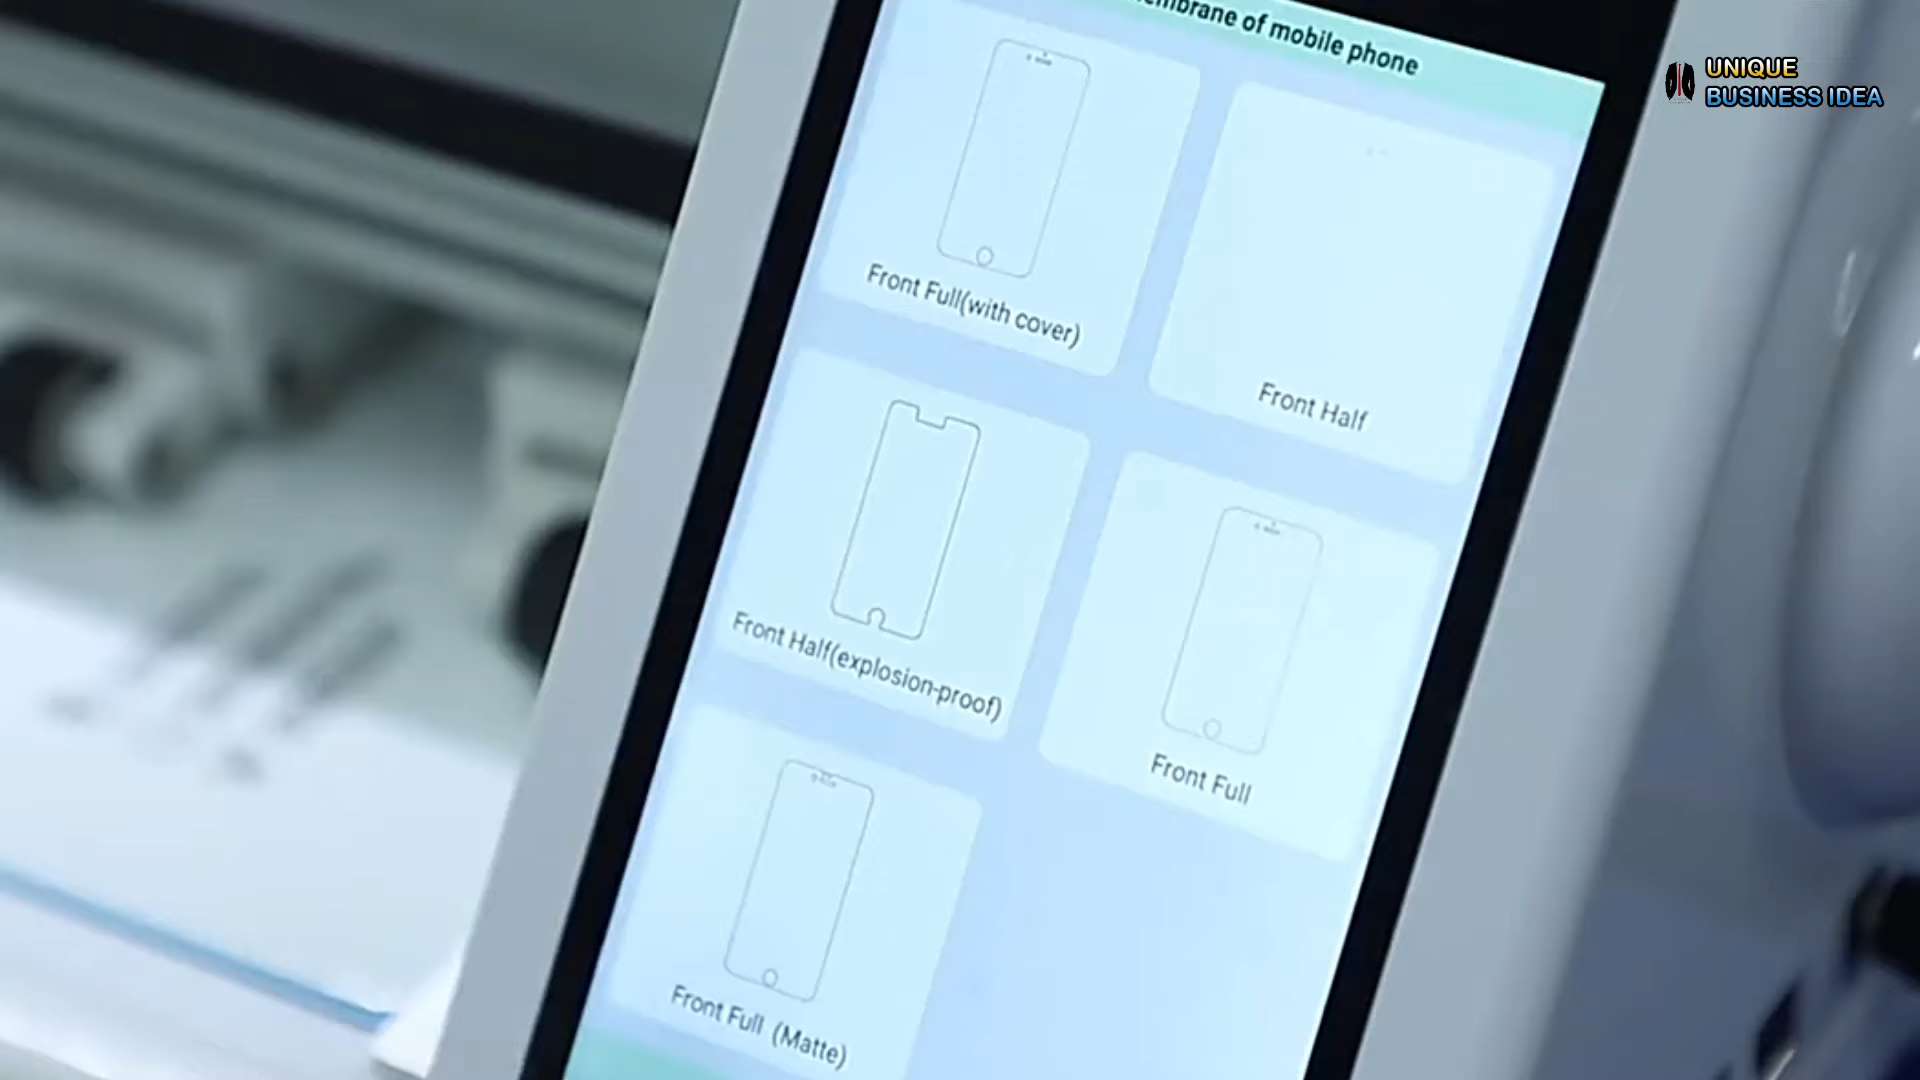 of mobile phone
UNIQUE
BUSINESS IDEA
Front Full(with cover)
Front Half
Front Half(explosion-proof)
Front Full
Front Full (Matte)